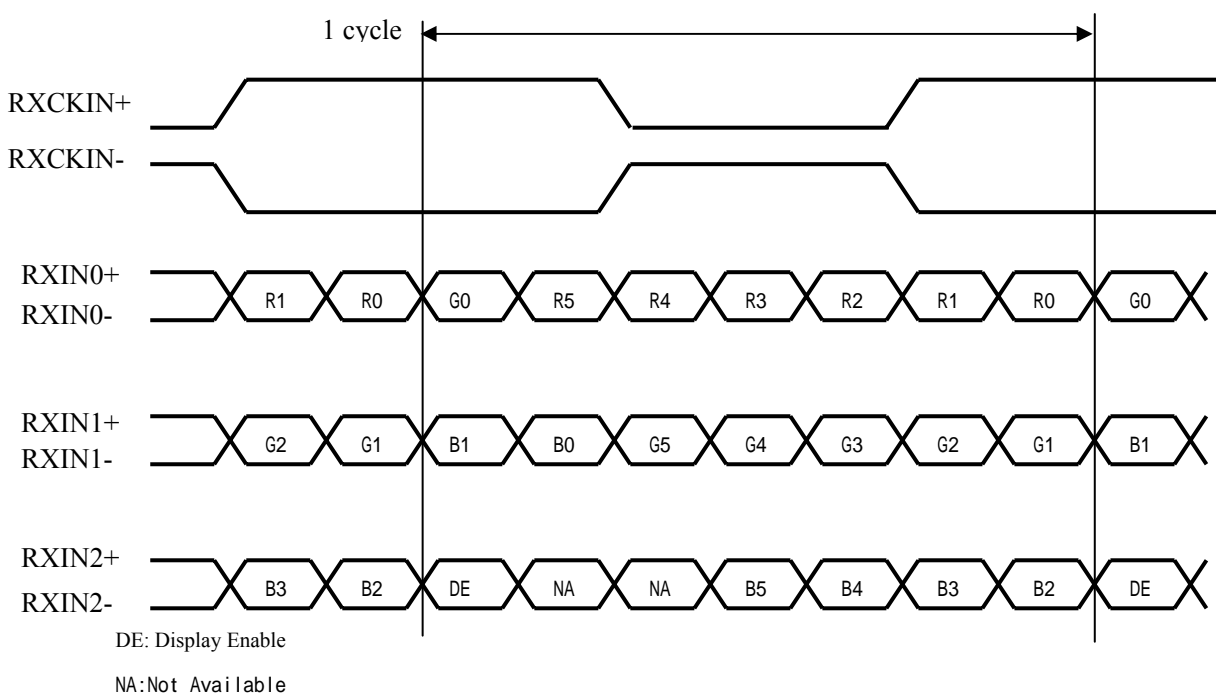 1 cycle
RXCKIN+
RXCKIN-
RXIN0+
R1 R0 G0 R5 R4 R3 R2 R1 R0 G0
RXIN0-
RXIN1+
G2 G1 B1 B0 G5 G4 G3 G2 G1 B1
RXIN1-
RXIN2+
B3 B2 DE NA NA B5 B4 B3 B2 DE
RXIN2-
DE: Display Enable
NA:Not Available